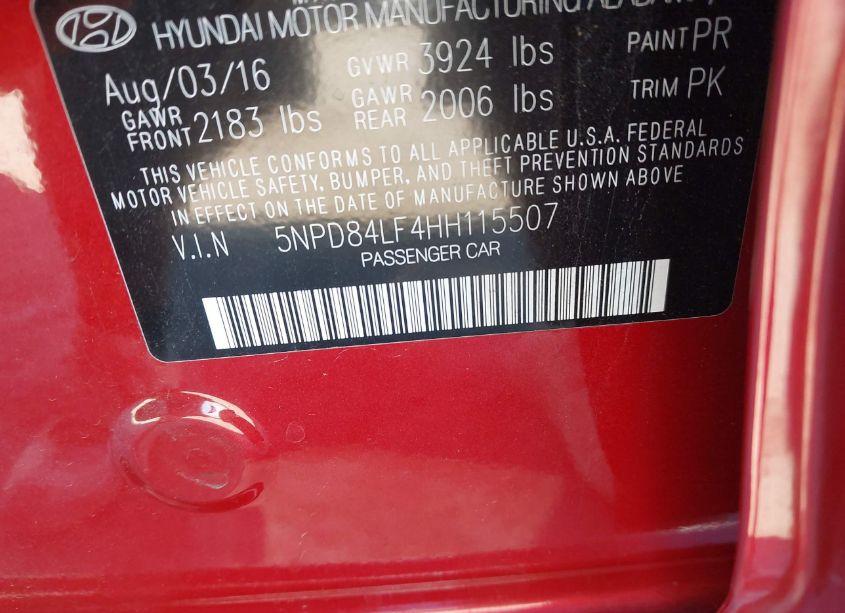 HYUNDAI MOTOR MANUFACTURING
Aug/03/16 GVWR 3924 lbs PAINT PR
GAWR FRONT 2183 lbs GAWR REAR 2006 lbs TRIM PK
THIS VEHICLE CONFORMS TO ALL APPLICABLE U.S.A. FEDERAL
MOTOR VEHICLE SAFETY, BUMPER, AND THEFT PREVENTION STANDARDS
IN EFFECT ON THE DATE OF MANUFACTURE SHOWN ABOVE
V.I.N 5NPD84LF4HH115507
PASSENGER CAR